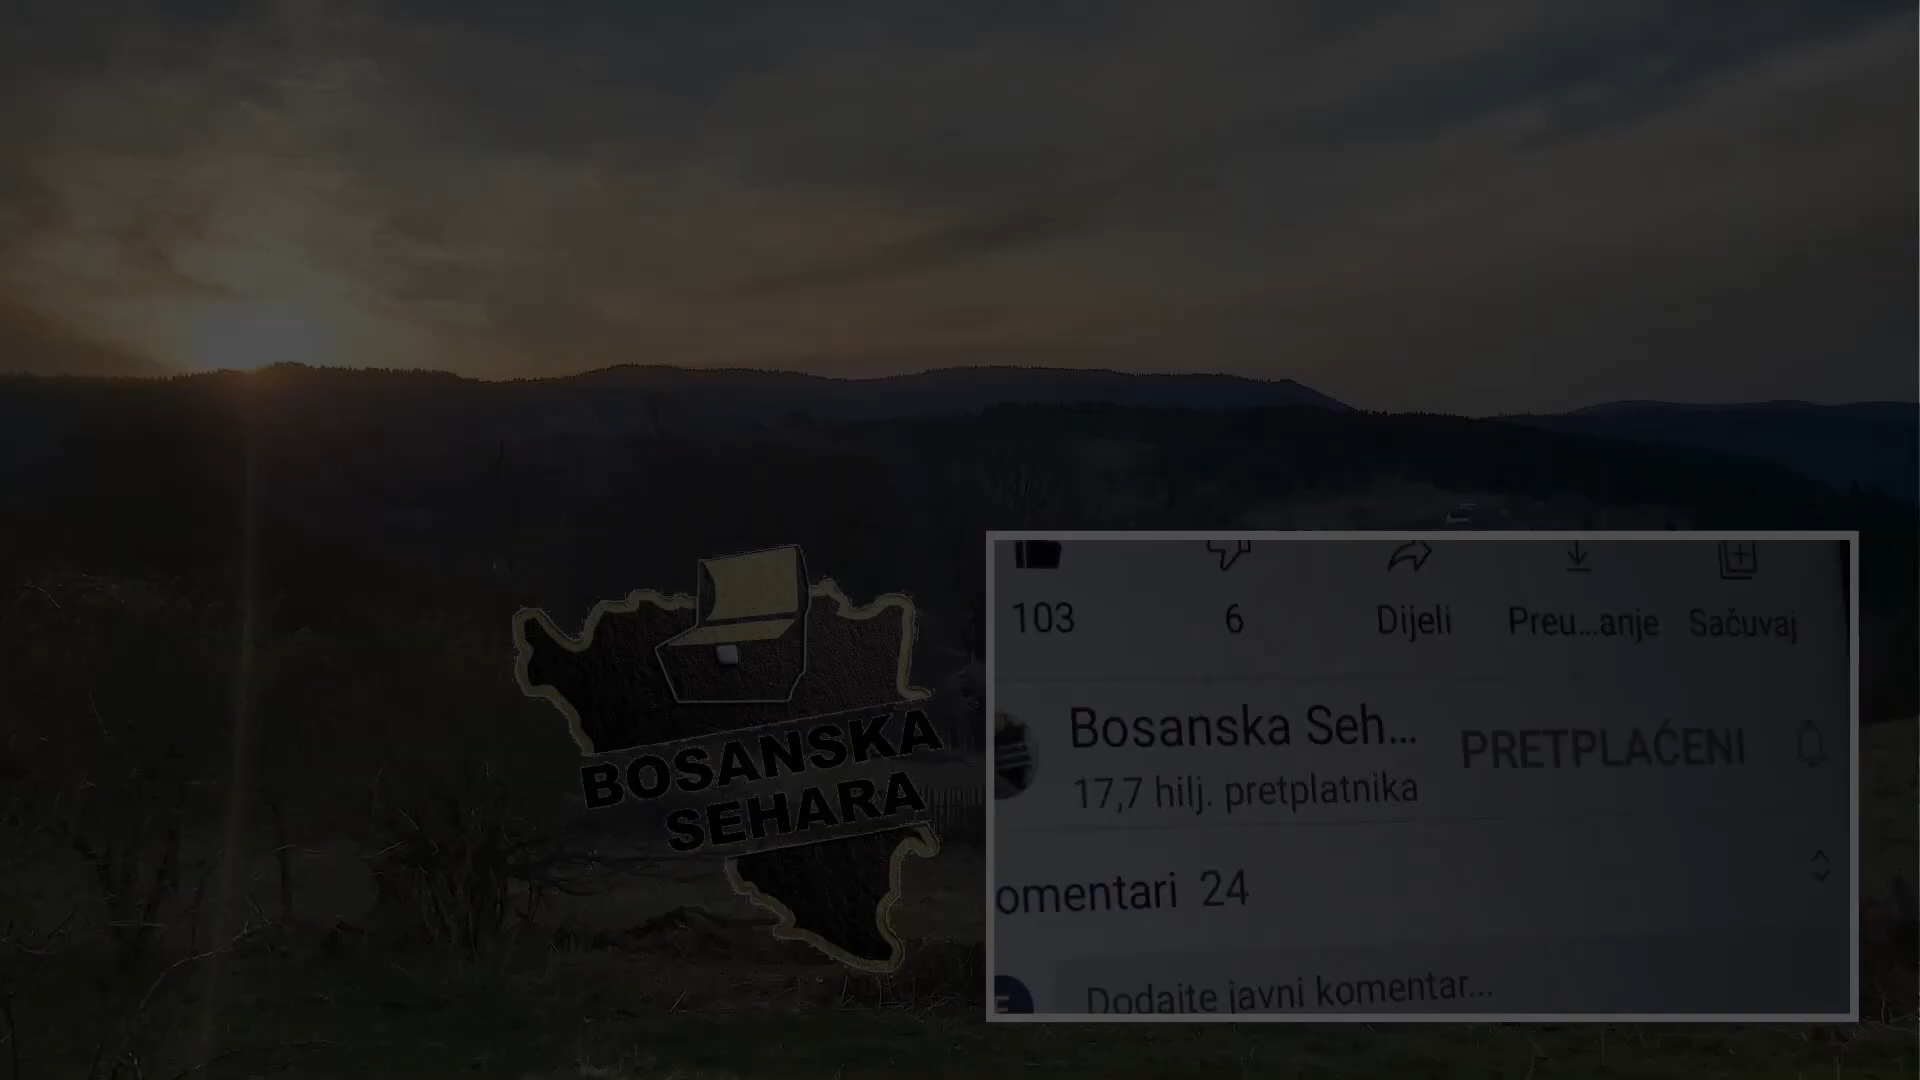 BOSANSKA
SEHARA
103 6 Dijeli Preu...anje Sačuvaj
Bosanska Seh... PRETPLAĆENI
17,7 hilj. pretplatnika
omentari 24
Dodajte javni komentar...